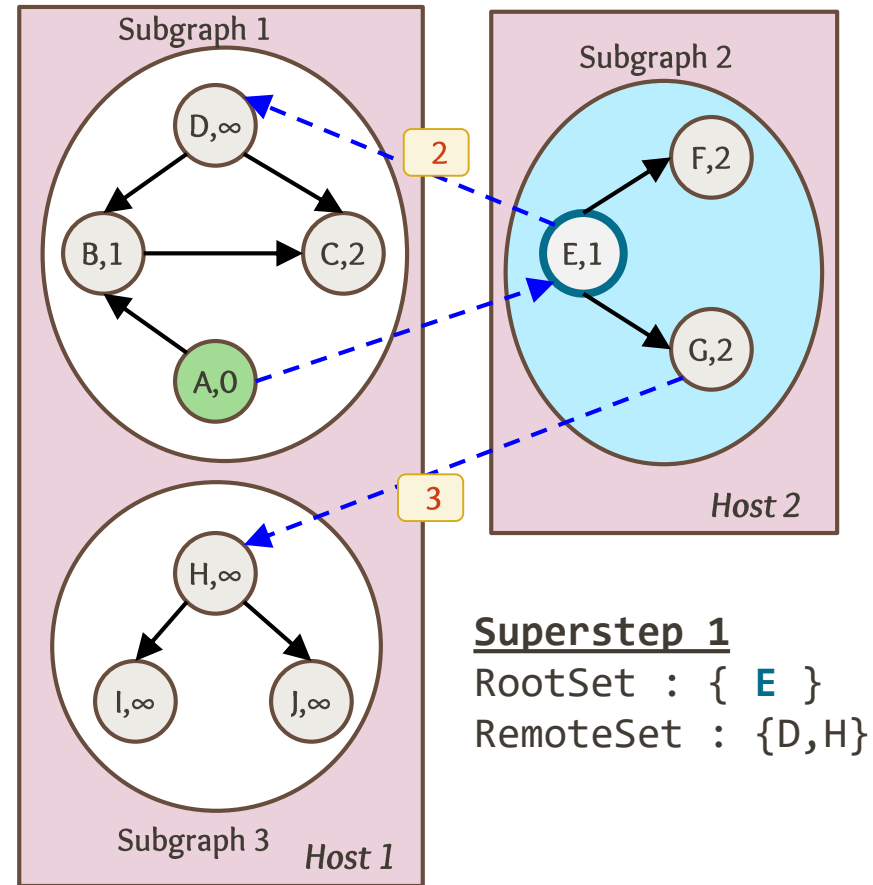 Subgraph 1
D,∞
B,1
C,2
A,0
2
Subgraph 2
F,2
E,1
G,2
Host 2
3
H,∞
I,∞
J,∞
Subgraph 3
Host 1
Superstep 1
RootSet : { E }
RemoteSet : {D,H}